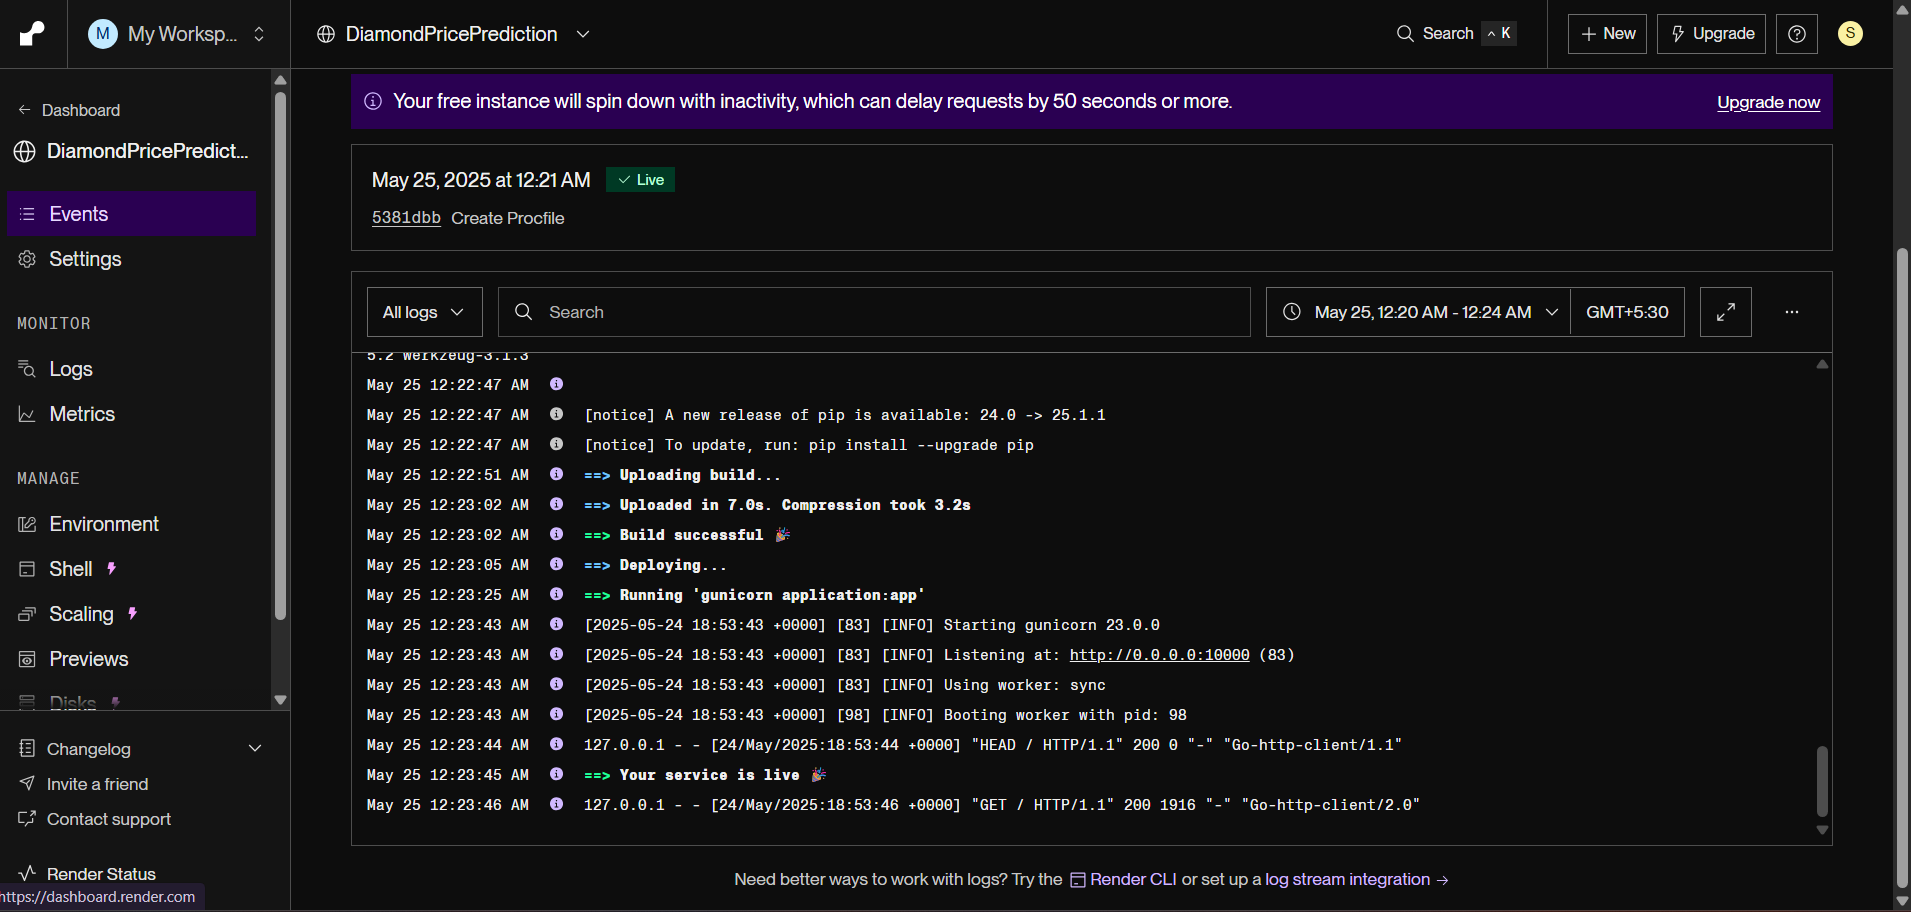 M My Worksp...
DiamondPricePrediction
Search ^ K
+ New
Upgrade
S
Dashboard
DiamondPricePredict...
Events
Settings
MONITOR
Logs
Metrics
MANAGE
Environment
Shell
Scaling
Previews
Disks
Changelog
Invite a friend
Contact support
Render Status
https://dashboard.render.com
Your free instance will spin down with inactivity, which can delay requests by 50 seconds or more.
Upgrade now
May 25, 2025 at 12:21 AM Live
5381dbb Create Procfile
All logs
Search
May 25, 12:20 AM - 12:24 AM
GMT+5:30
...
5.2 Werkzeug-3.1.3
May 25 12:22:47 AM
May 25 12:22:47 AM [notice] A new release of pip is available: 24.0 -> 25.1.1
May 25 12:22:47 AM [notice] To update, run: pip install --upgrade pip
May 25 12:22:51 AM ==> Uploading build...
May 25 12:23:02 AM ==> Uploaded in 7.0s. Compression took 3.2s
May 25 12:23:02 AM ==> Build successful 🎉
May 25 12:23:05 AM ==> Deploying...
May 25 12:23:25 AM ==> Running 'gunicorn application:app'
May 25 12:23:43 AM [2025-05-24 18:53:43 +0000] [83] [INFO] Starting gunicorn 23.0.0
May 25 12:23:43 AM [2025-05-24 18:53:43 +0000] [83] [INFO] Listening at: http://0.0.0.0:10000 (83)
May 25 12:23:43 AM [2025-05-24 18:53:43 +0000] [83] [INFO] Using worker: sync
May 25 12:23:43 AM [2025-05-24 18:53:43 +0000] [98] [INFO] Booting worker with pid: 98
May 25 12:23:44 AM 127.0.0.1 - - [24/May/2025:18:53:44 +0000] "HEAD / HTTP/1.1" 200 0 "-" "Go-http-client/1.1"
May 25 12:23:45 AM ==> Your service is live 🎉
May 25 12:23:46 AM 127.0.0.1 - - [24/May/2025:18:53:46 +0000] "GET / HTTP/1.1" 200 1916 "-" "Go-http-client/2.0"
Need better ways to work with logs? Try the Render CLI or set up a log stream integration →